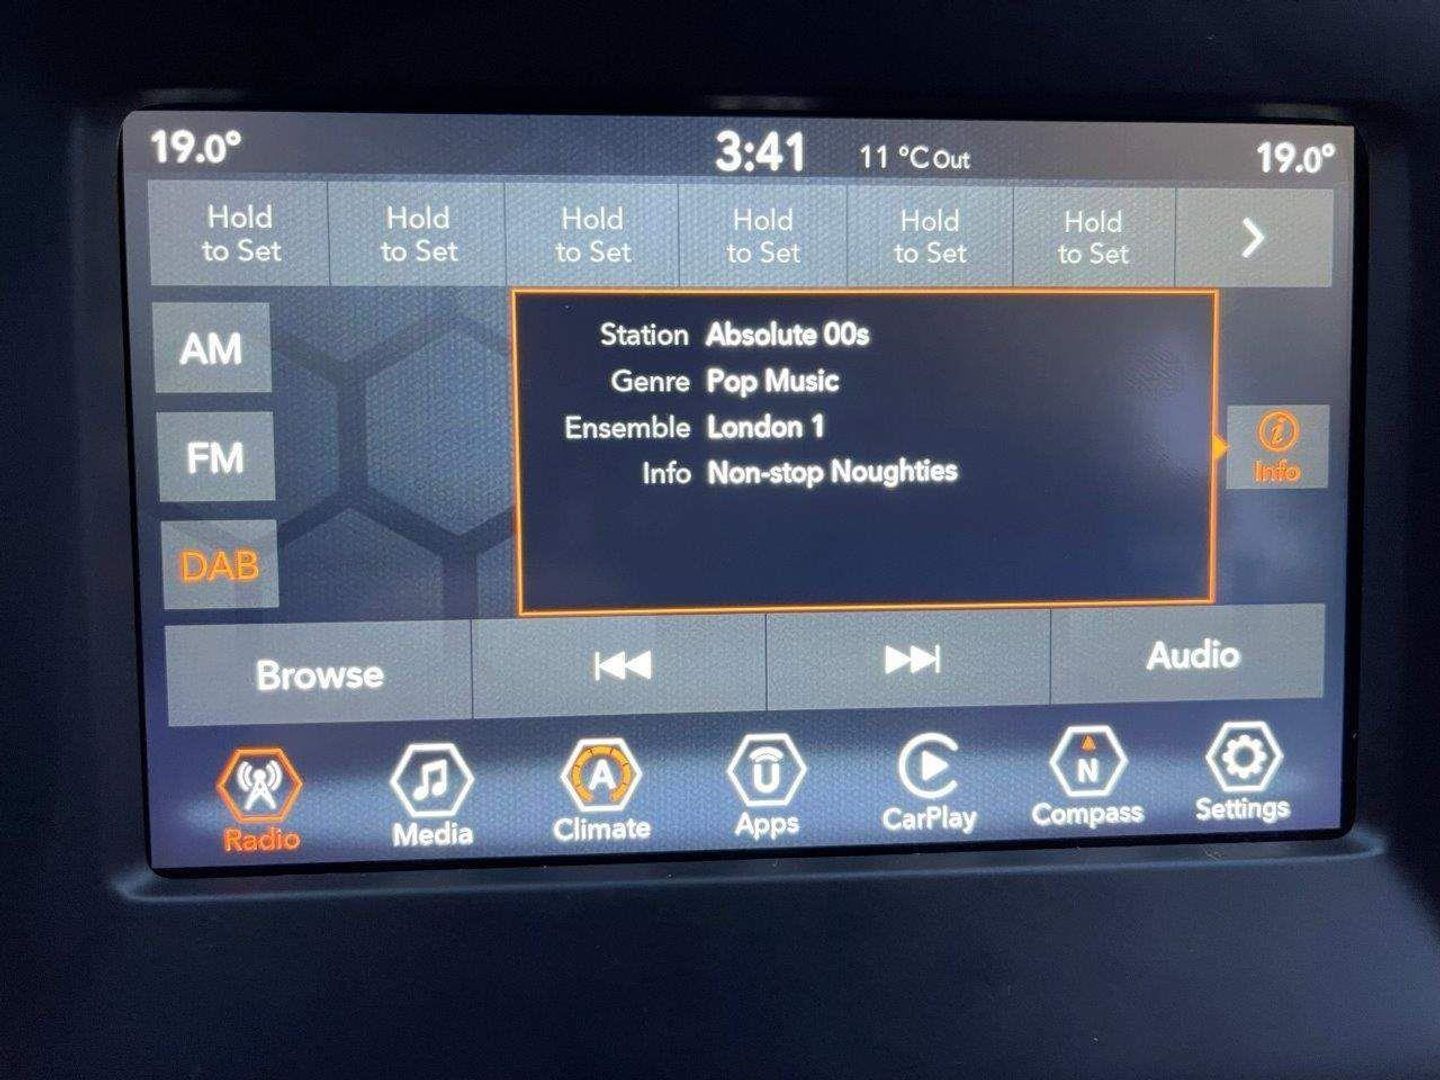 19.0° 3:41 11 °C Out 19.0°
Hold to Set
Hold to Set
Hold to Set
Hold to Set
Hold to Set
Hold to Set
AM
FM
DAB
Station Absolute 00s
Genre Pop Music
Ensemble London 1
Info Non-stop Noughties
i
Info
Browse Audio
A U N
Radio Media Climate Apps CarPlay Compass Settings